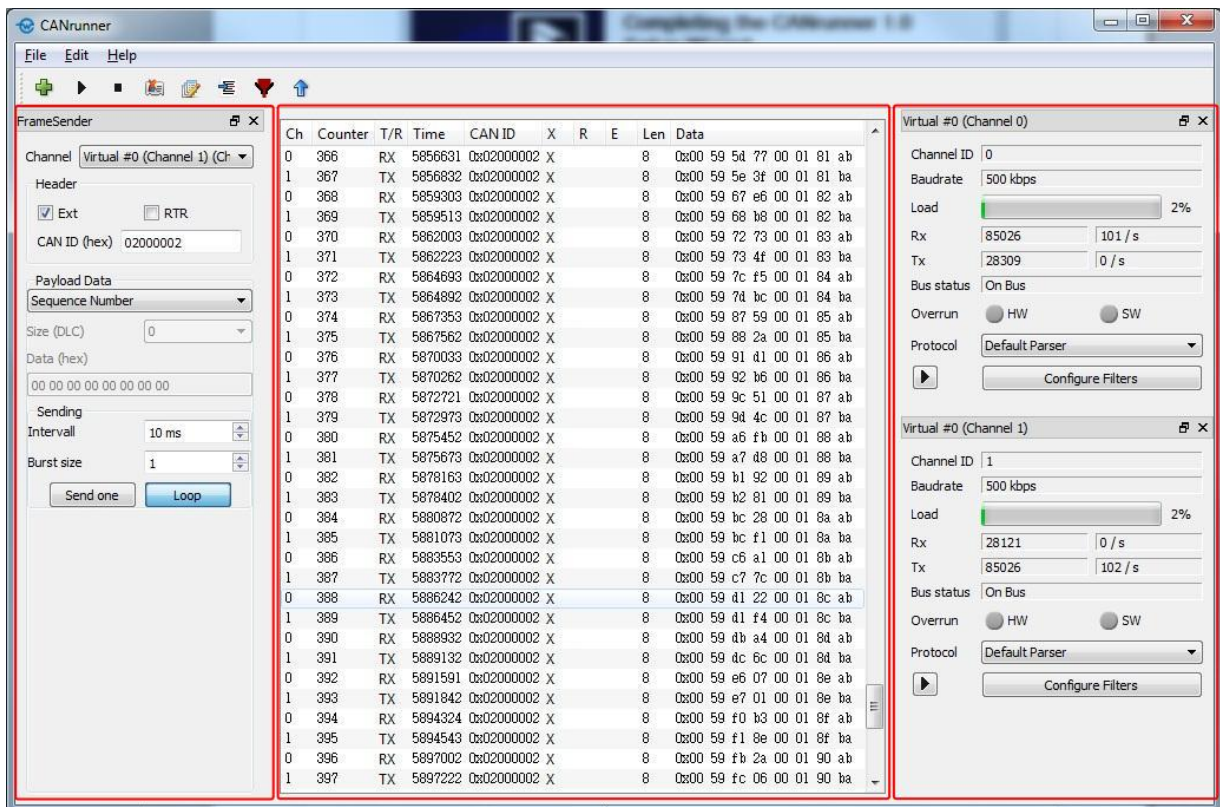 CANrunner
Completing the CANrunner 1.0
File Edit Help
FrameSender
Channel Virtual #0 (Channel 1) (Ch
Header
Ext RTR
CAN ID (hex) 02000002
Payload Data
Sequence Number
Size (DLC) 0
Data (hex)
00 00 00 00 00 00 00 00
Sending
Intervall 10 ms
Burst size 1
Send one Loop
Ch Counter T/R Time CAN ID X R E Len Data
0 366 RX 5856631 0x02000002 X 8 0x00 59 5d 77 00 01 81 ab
1 367 TX 5856832 0x02000002 X 8 0x00 59 5e 3f 00 01 81 ba
0 368 RX 5859303 0x02000002 X 8 0x00 59 67 e6 00 01 82 ab
1 369 TX 5859513 0x02000002 X 8 0x00 59 68 b8 00 01 82 ba
0 370 RX 5862003 0x02000002 X 8 0x00 59 72 73 00 01 83 ab
1 371 TX 5862223 0x02000002 X 8 0x00 59 73 4f 00 01 83 ba
0 372 RX 5864693 0x02000002 X 8 0x00 59 7c f5 00 01 84 ab
1 373 TX 5864892 0x02000002 X 8 0x00 59 7d bc 00 01 84 ba
0 374 RX 5867353 0x02000002 X 8 0x00 59 87 59 00 01 85 ab
1 375 TX 5867562 0x02000002 X 8 0x00 59 88 2a 00 01 85 ba
0 376 RX 5870033 0x02000002 X 8 0x00 59 91 d1 00 01 86 ab
1 377 TX 5870262 0x02000002 X 8 0x00 59 92 b6 00 01 86 ba
0 378 RX 5872721 0x02000002 X 8 0x00 59 9c 51 00 01 87 ab
1 379 TX 5872973 0x02000002 X 8 0x00 59 9d 4c 00 01 87 ba
0 380 RX 5875452 0x02000002 X 8 0x00 59 a6 fb 00 01 88 ab
1 381 TX 5875673 0x02000002 X 8 0x00 59 a7 d8 00 01 88 ba
0 382 RX 5878163 0x02000002 X 8 0x00 59 b1 92 00 01 89 ab
1 383 TX 5878402 0x02000002 X 8 0x00 59 b2 81 00 01 89 ba
0 384 RX 5880872 0x02000002 X 8 0x00 59 bc 28 00 01 8a ab
1 385 TX 5881073 0x02000002 X 8 0x00 59 bc f1 00 01 8a ba
0 386 RX 5883553 0x02000002 X 8 0x00 59 c6 a1 00 01 8b ab
1 387 TX 5883772 0x02000002 X 8 0x00 59 c7 7c 00 01 8b ba
0 388 RX 5886242 0x02000002 X 8 0x00 59 d1 22 00 01 8c ab
1 389 TX 5886452 0x02000002 X 8 0x00 59 d1 f4 00 01 8c ba
0 390 RX 5888932 0x02000002 X 8 0x00 59 db a4 00 01 8d ab
1 391 TX 5889132 0x02000002 X 8 0x00 59 dc 6c 00 01 8d ba
0 392 RX 5891591 0x02000002 X 8 0x00 59 e6 07 00 01 8e ab
1 393 TX 5891842 0x02000002 X 8 0x00 59 e7 01 00 01 8e ba
0 394 RX 5894324 0x02000002 X 8 0x00 59 f0 b3 00 01 8f ab
1 395 TX 5894543 0x02000002 X 8 0x00 59 f1 8e 00 01 8f ba
0 396 RX 5897002 0x02000002 X 8 0x00 59 fb 2a 00 01 90 ab
1 397 TX 5897222 0x02000002 X 8 0x00 59 fc 06 00 01 90 ba
Virtual #0 (Channel 0)
Channel ID 0
Baudrate 500 kbps
Load 2%
Rx 85026 101 / s
Tx 28309 0 / s
Bus status On Bus
Overrun HW SW
Protocol Default Parser
Configure Filters
Virtual #0 (Channel 1)
Channel ID 1
Baudrate 500 kbps
Load 2%
Rx 28121 0 / s
Tx 85026 102 / s
Bus status On Bus
Overrun HW SW
Protocol Default Parser
Configure Filters